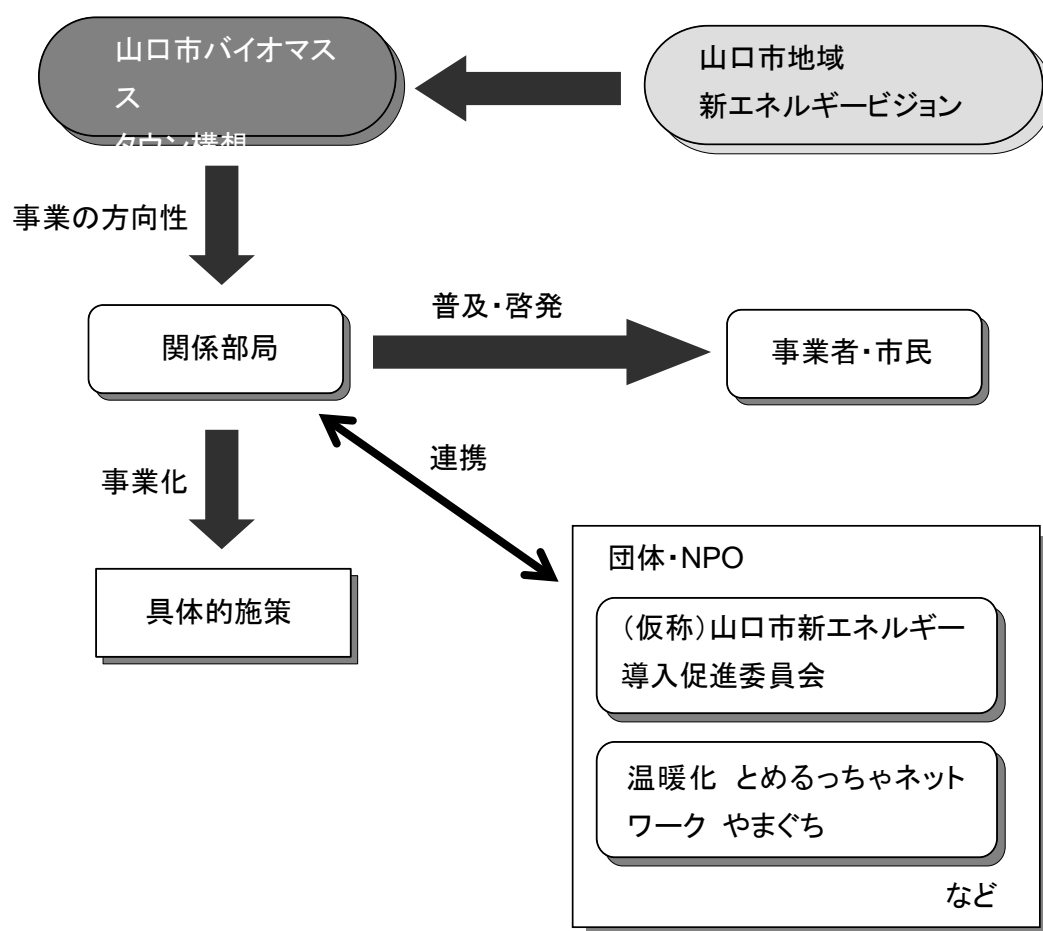 山口市バイオマス
ス
タウン構想
山口市地域
新エネルギービジョン
事業の方向性
関係部局
普及・啓発
事業者・市民
事業化
連携
具体的施策
団体・NPO
（仮称）山口市新エネルギー
導入促進委員会
温暖化 とめるっちゃネット
ワーク やまぐち
など